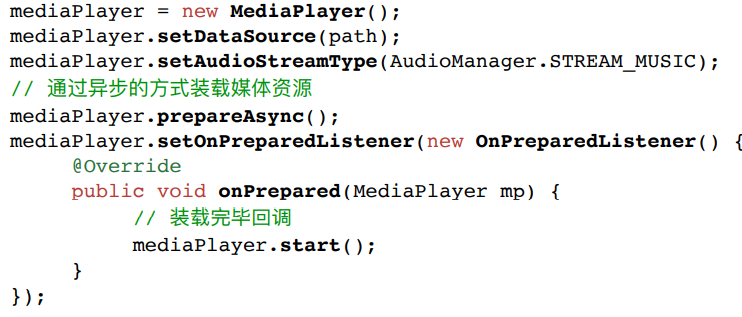 mediaPlayer = new MediaPlayer();
mediaPlayer.setDataSource(path);
mediaPlayer.setAudioStreamType(AudioManager.STREAM_MUSIC);
// 通过异步的方式装载媒体资源
mediaPlayer.prepareAsync();
mediaPlayer.setOnPreparedListener(new OnPreparedListener() {
     @Override
     public void onPrepared(MediaPlayer mp) {
          // 装载完毕回调
          mediaPlayer.start();
     }
});